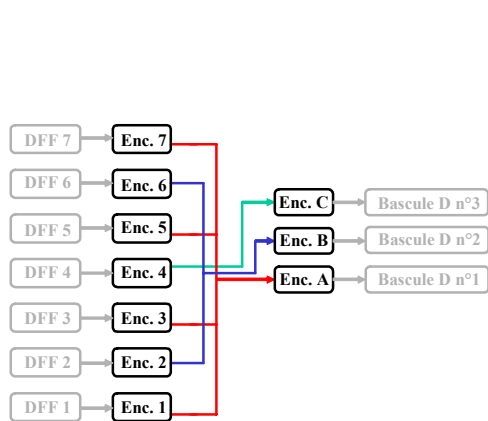 DFF 7
Enc. 7
DFF 6
Enc. 6
Enc. C
Bascule D n°3
DFF 5
Enc. 5
Enc. B
Bascule D n°2
DFF 4
Enc. 4
Enc. A
Bascule D n°1
DFF 3
Enc. 3
DFF 2
Enc. 2
DFF 1
Enc. 1